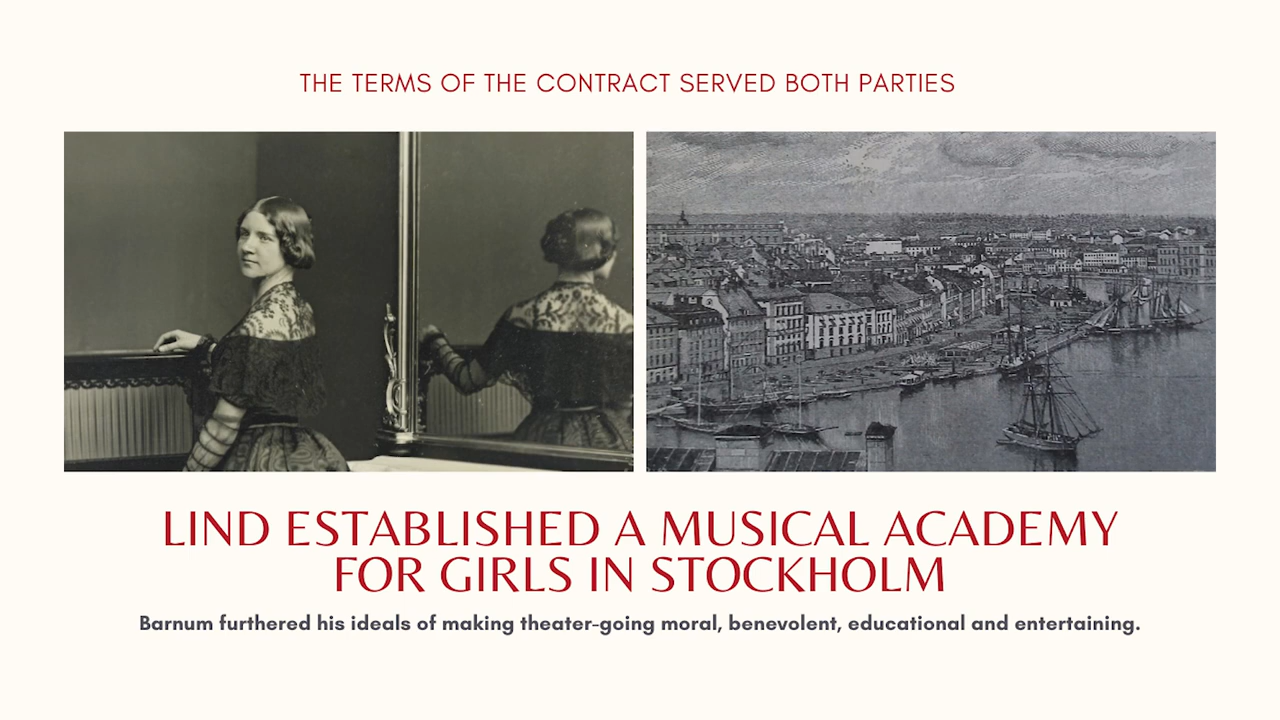 THE TERMS OF THE CONTRACT SERVED BOTH PARTIES
LIND ESTABLISHED A MUSICAL ACADEMY
FOR GIRLS IN STOCKHOLM
Barnum furthered his ideals of making theater-going moral, benevolent, educational and entertaining.